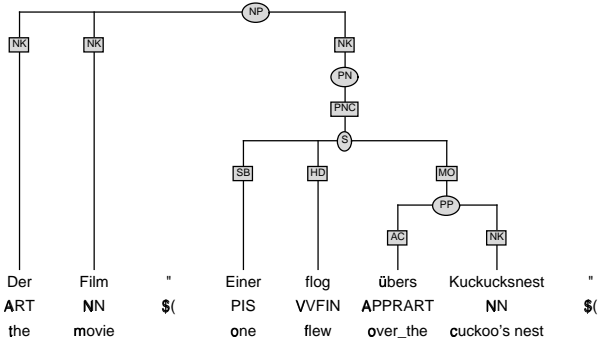 NP
NK NK NK
PN
PNC
S
SB HD MO
PP
AC NK
Der Film " Einer flog übers Kuckucksnest "
ART NN $( PIS VVFIN APPRART NN $(
the movie one flew over_the cuckoo's nest